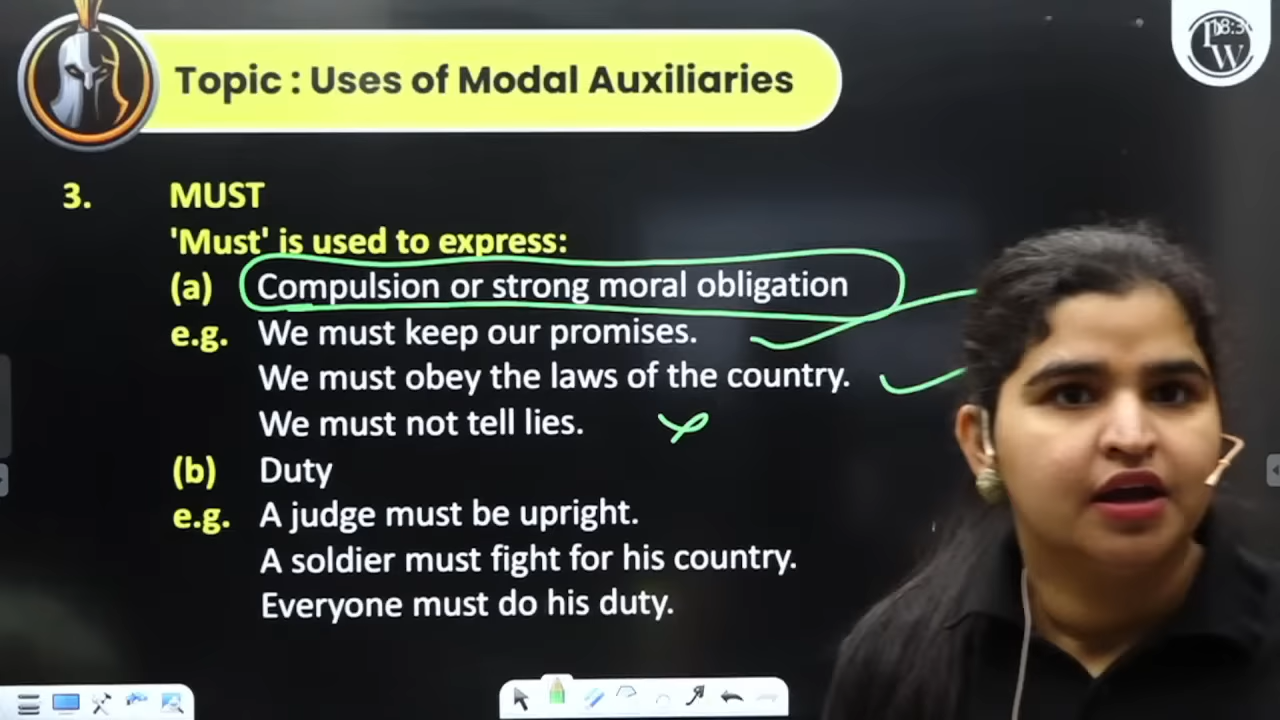 Topic : Uses of Modal Auxiliaries
PW
3. MUST
'Must' is used to express:
(a) Compulsion or strong moral obligation
e.g. We must keep our promises.
We must obey the laws of the country.
We must not tell lies.
(b) Duty
e.g. A judge must be upright.
A soldier must fight for his country.
Everyone must do his duty.